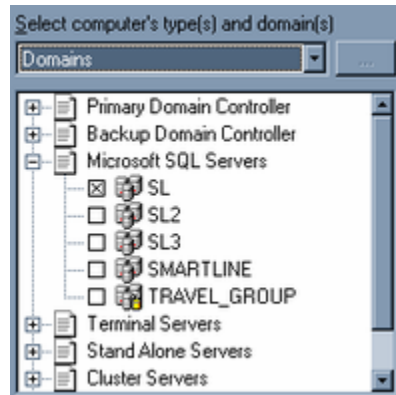 Select computer's type(s) and domain(s)
Domains
...
Primary Domain Controller
Backup Domain Controller
Microsoft SQL Servers
SL
SL2
SL3
SMARTLINE
TRAVEL_GROUP
Terminal Servers
Stand Alone Servers
Cluster Servers